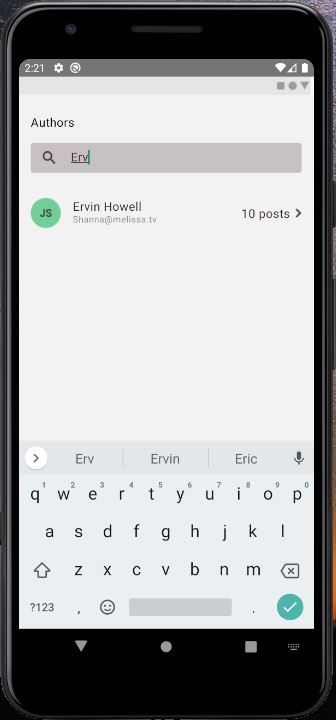 2:21
Authors
Erv
JS
Ervin Howell
Shanna@melissa.tv
10 posts
Erv Ervin Eric
q1 w2 e3 r4 t5 y6 u7 i8 o9 p0
a s d f g h j k l
z x c v b n m
?123 , .